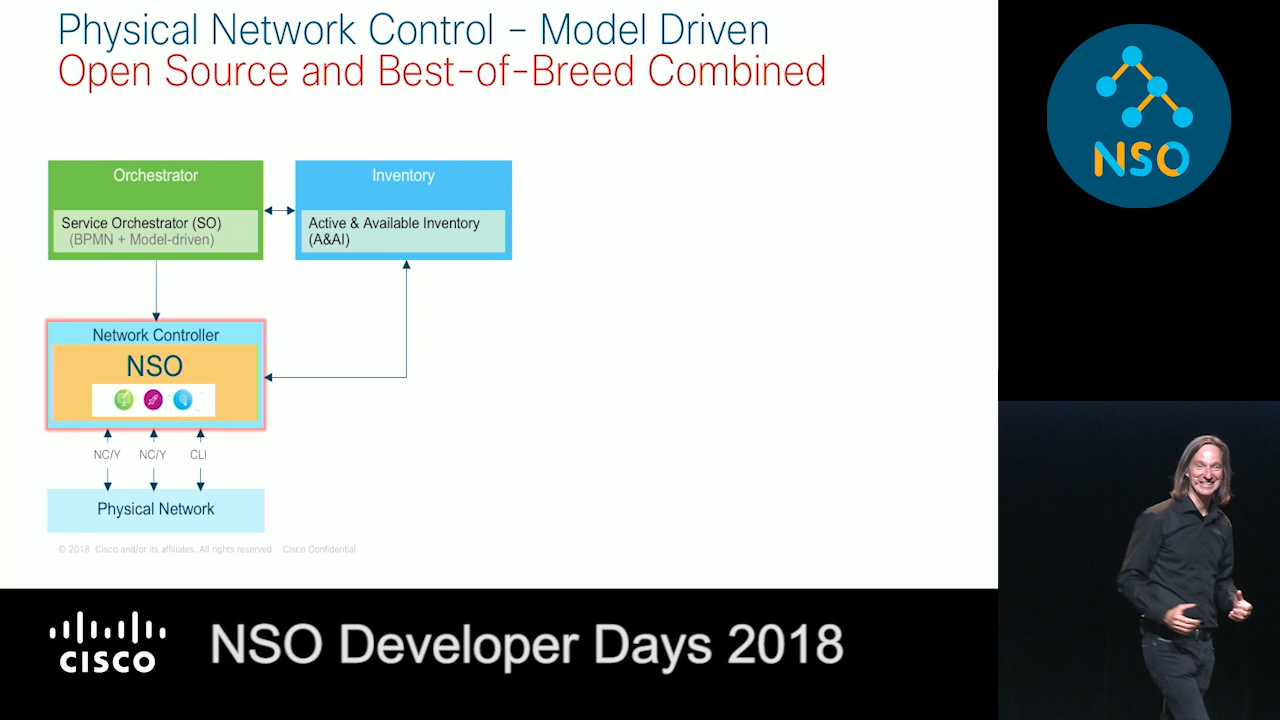 Physical Network Control – Model Driven
Open Source and Best-of-Breed Combined
NSO
Orchestrator
Service Orchestrator (SO)
(BPMN + Model-driven)
Inventory
Active & Available Inventory
(A&AI)
Network Controller
NSO
NC/Y
NC/Y
CLI
Physical Network
© 2018 Cisco and/or its affiliates. All rights reserved. Cisco Confidential
CISCO
NSO Developer Days 2018